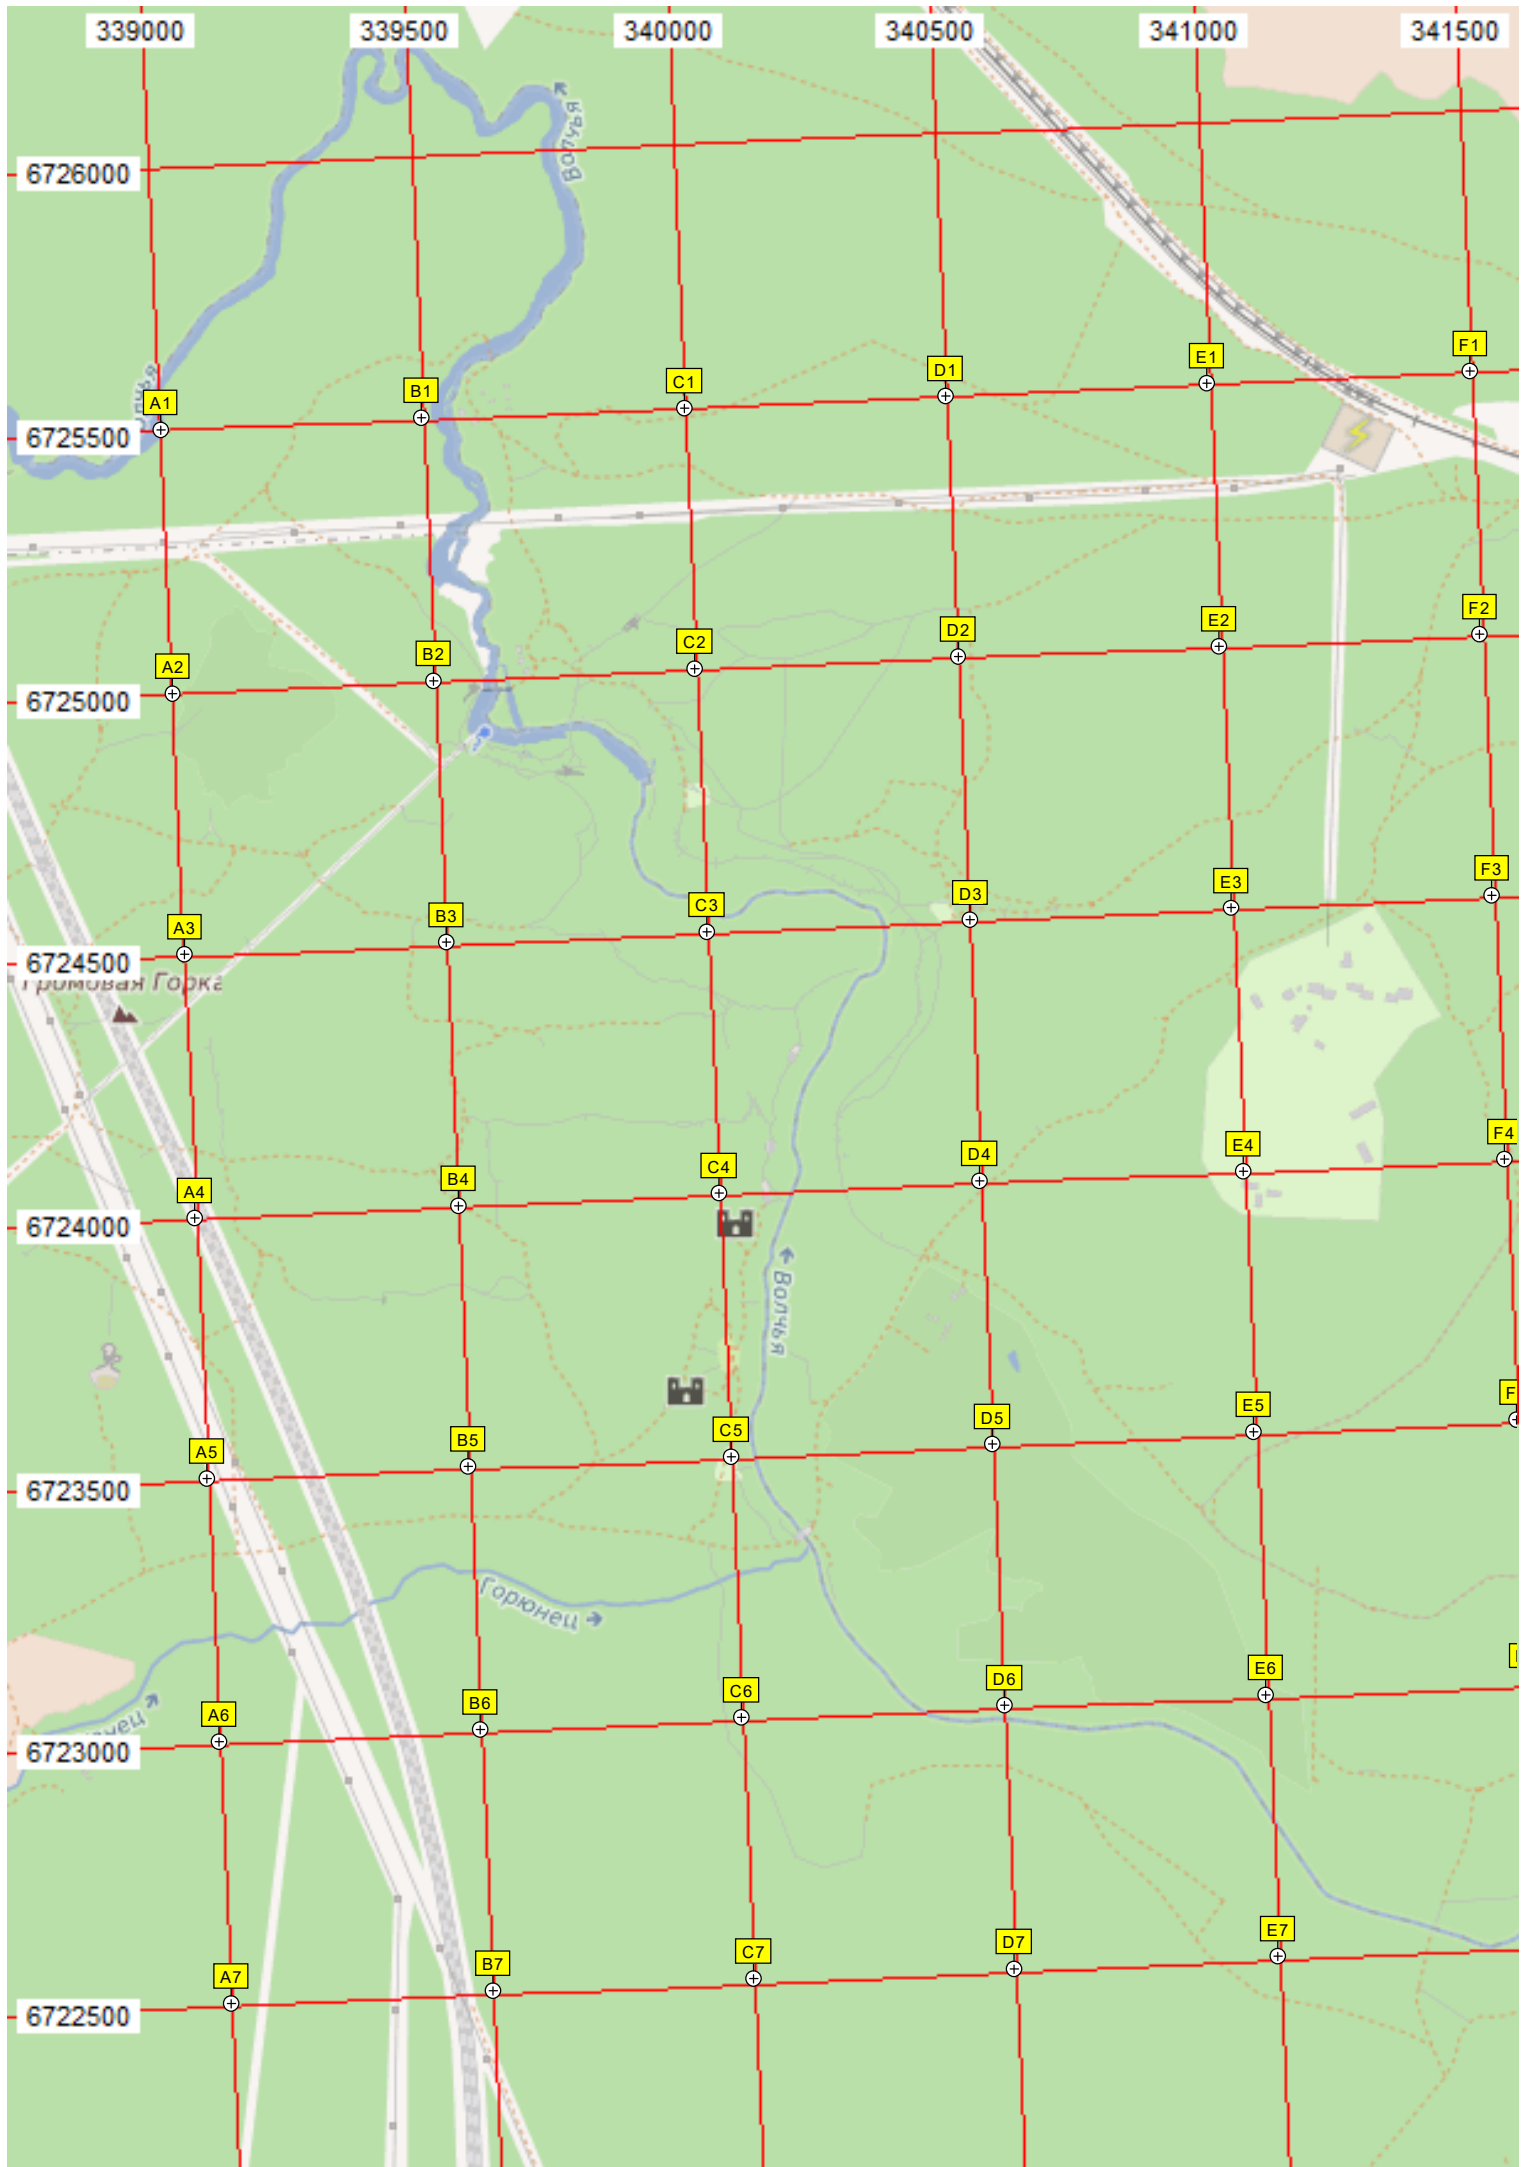 339000 339500 340000 340500 341000 341500
Волчья
6726000
A1 B1 C1 D1 E1 F1
6725500
A2 B2 C2 D2 E2 F2
6725000
A3 B3 C3 D3 E3 F3
6724500
Громовая Горка
A4 B4 C4 D4 E4 F4
6724000
Волчья
A5 B5 C5 D5 E5 F
6723500
Горюнец
A6 B6 C6 D6 E6
6723000
A7 B7 C7 D7 E7
6722500